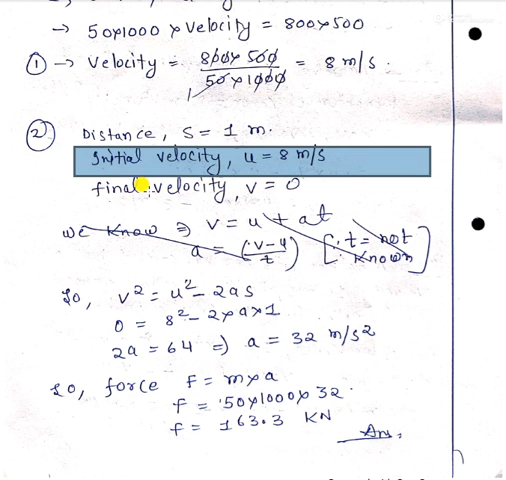 → 50×1000 × velocity = 800×500
① → velocity = 800×500 / 50×1000 = 8 m/s.
② Distance, S = 1 m.
Initial velocity, u = 8 m/s
final velocity, v = 0
we know ⇒ v = u + at
a = (v-u / t) [∵ t = not known]
So, v² = u² - 2as
0 = 8² - 2×a×1
2a = 64 ⇒ a = 32 m/s²
so, force F = m×a
f = 50×1000×32
f = 163.3 KN
Ans.